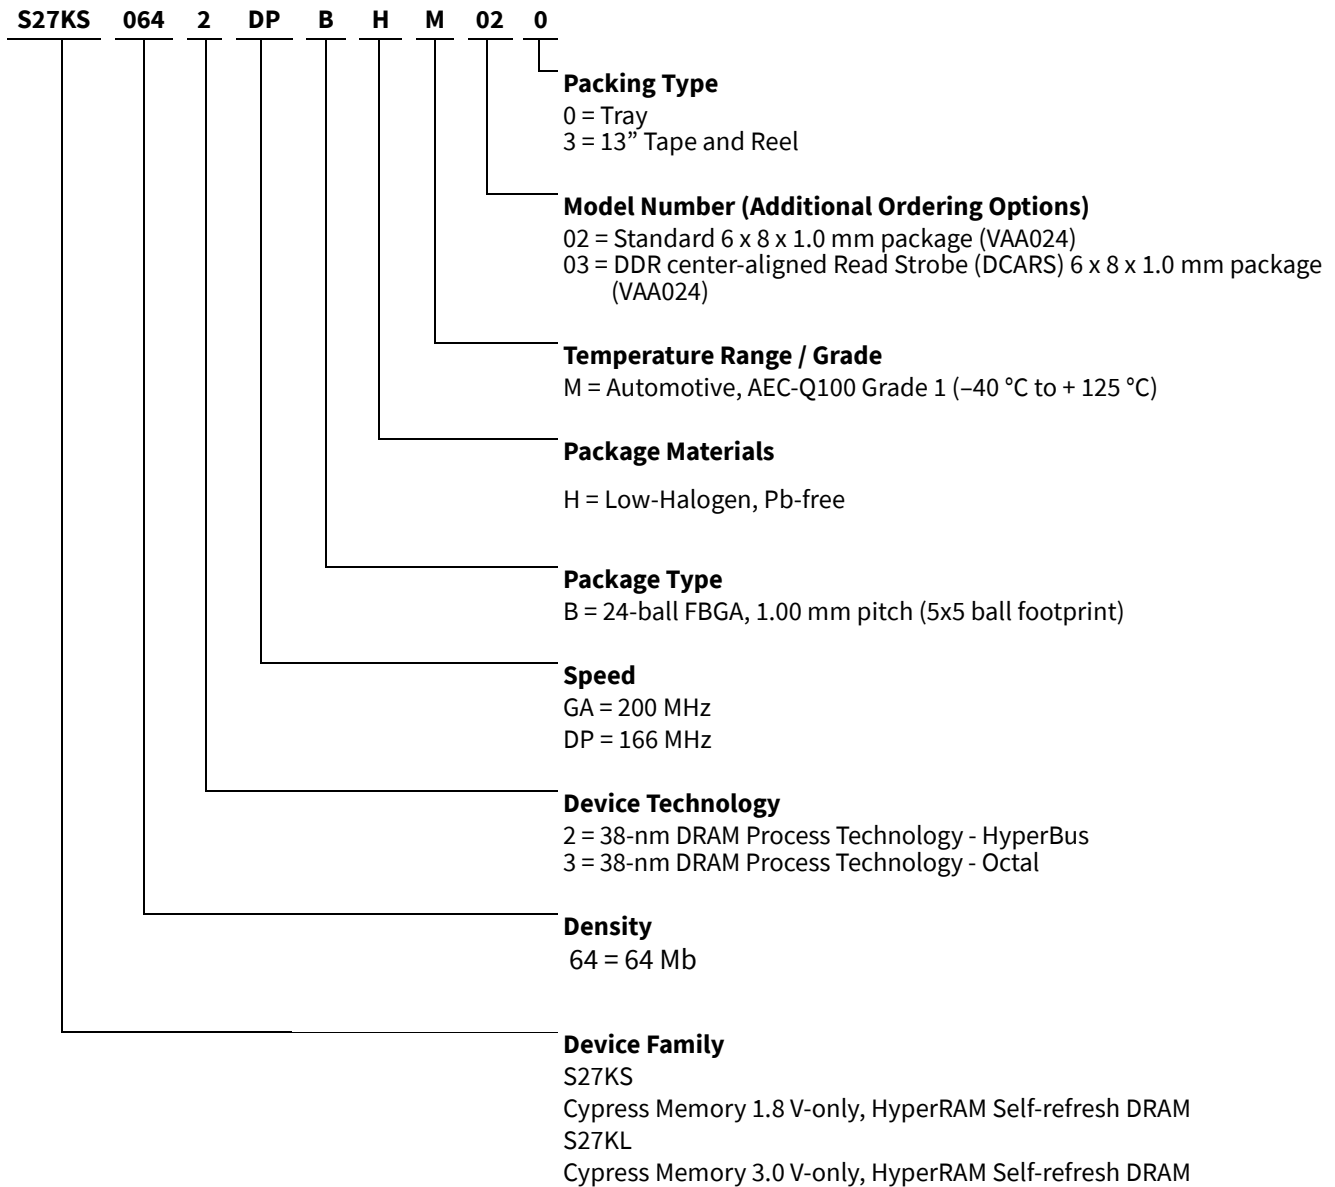 S27KS 064 2 DP B H M 02 0
Packing Type
0 = Tray
3 = 13” Tape and Reel
Model Number (Additional Ordering Options)
02 = Standard 6 x 8 x 1.0 mm package (VAA024)
03 = DDR center-aligned Read Strobe (DCARS) 6 x 8 x 1.0 mm package
(VAA024)
Temperature Range / Grade
M = Automotive, AEC-Q100 Grade 1 (–40 °C to + 125 °C)
Package Materials
H = Low-Halogen, Pb-free
Package Type
B = 24-ball FBGA, 1.00 mm pitch (5x5 ball footprint)
Speed
GA = 200 MHz
DP = 166 MHz
Device Technology
2 = 38-nm DRAM Process Technology - HyperBus
3 = 38-nm DRAM Process Technology - Octal
Density
64 = 64 Mb
Device Family
S27KS
Cypress Memory 1.8 V-only, HyperRAM Self-refresh DRAM
S27KL
Cypress Memory 3.0 V-only, HyperRAM Self-refresh DRAM